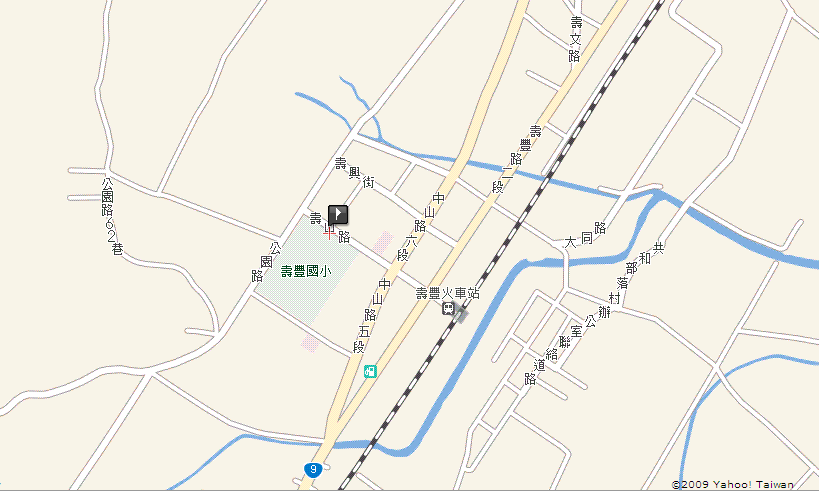 壽文路
壽豐路二段
壽興街
中山路六段
公園路62巷
壽山路
公園路
壽豐國小
大同路
共和部落村辦公室聯絡道路
壽豐火車站
中山路五段
9
©2009 Yahoo! Taiwan